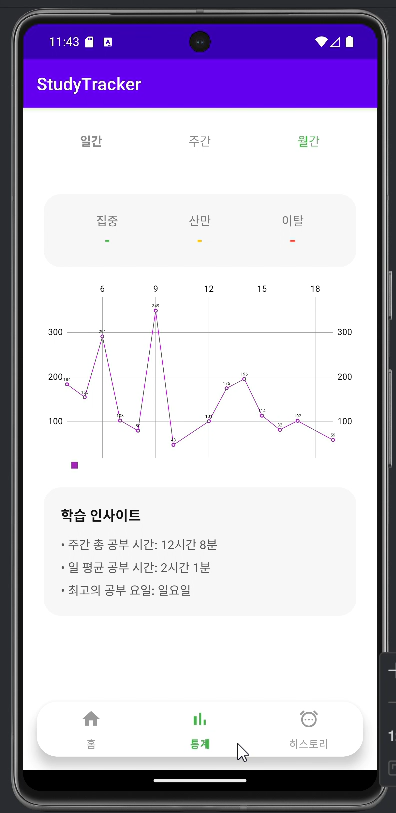 11:43
StudyTracker
일간 주간 월간
집중 산만 이탈
- - -
6 9 12 15 18
300 300
200 200
100 100
학습 인사이트
• 주간 총 공부 시간: 12시간 8분
• 일 평균 공부 시간: 2시간 1분
• 최고의 공부 요일: 일요일
홈 통계 히스토리